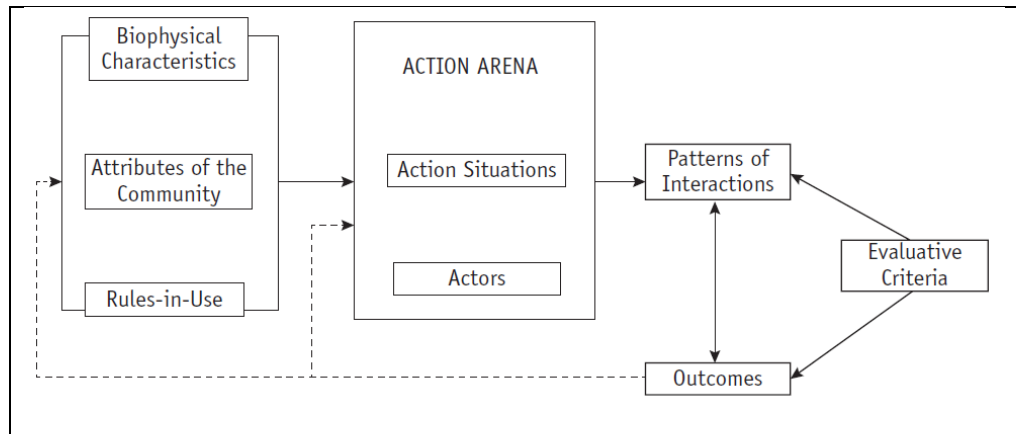 Biophysical
Characteristics
Attributes of the
Community
Rules-in-Use
ACTION ARENA
Action Situations
Actors
Patterns of
Interactions
Outcomes
Evaluative
Criteria